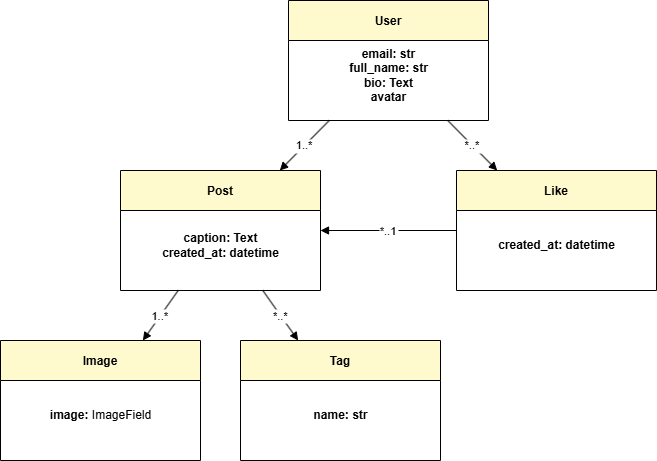 User
email: str
full_name: str
bio: Text
avatar
1..*
*..*
Post
caption: Text
created_at: datetime
*..1
Like
created_at: datetime
1..*
*..*
Image
image: ImageField
Tag
name: str